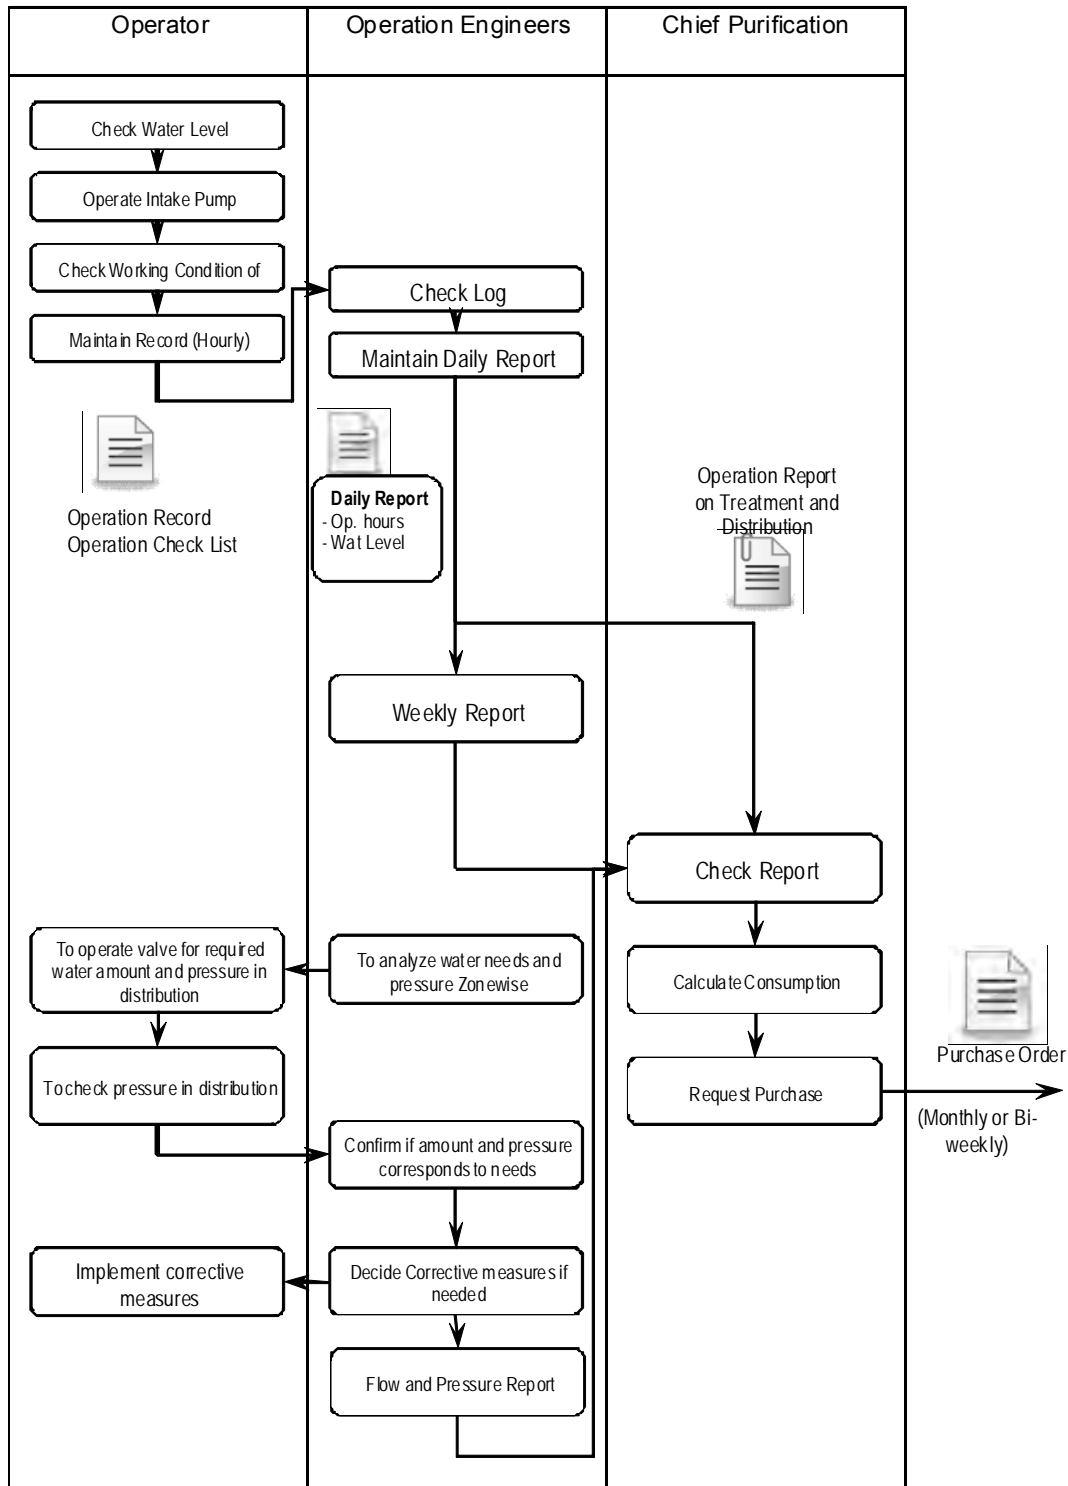 Operator
Operation Engineers
Chief Purification
Check Water Level
Operate Intake Pump
Check Working Condition of
Maintain Record (Hourly)
Check Log
Maintain Daily Report
Operation Record
Operation Check List
Daily Report
- Op. hours
- Wat Level
Operation Report
on Treatment and
Distribution
Weekly Report
Check Report
To operate valve for required
water amount and pressure in
distribution
To analyze water needs and
pressure Zonewise
Calculate Consumption
Purchase Order
To check pressure in distribution
Request Purchase
(Monthly or Bi-
weekly)
Confirm if amount and pressure
corresponds to needs
Implement corrective
measures
Decide Corrective measures if
needed
Flow and Pressure Report